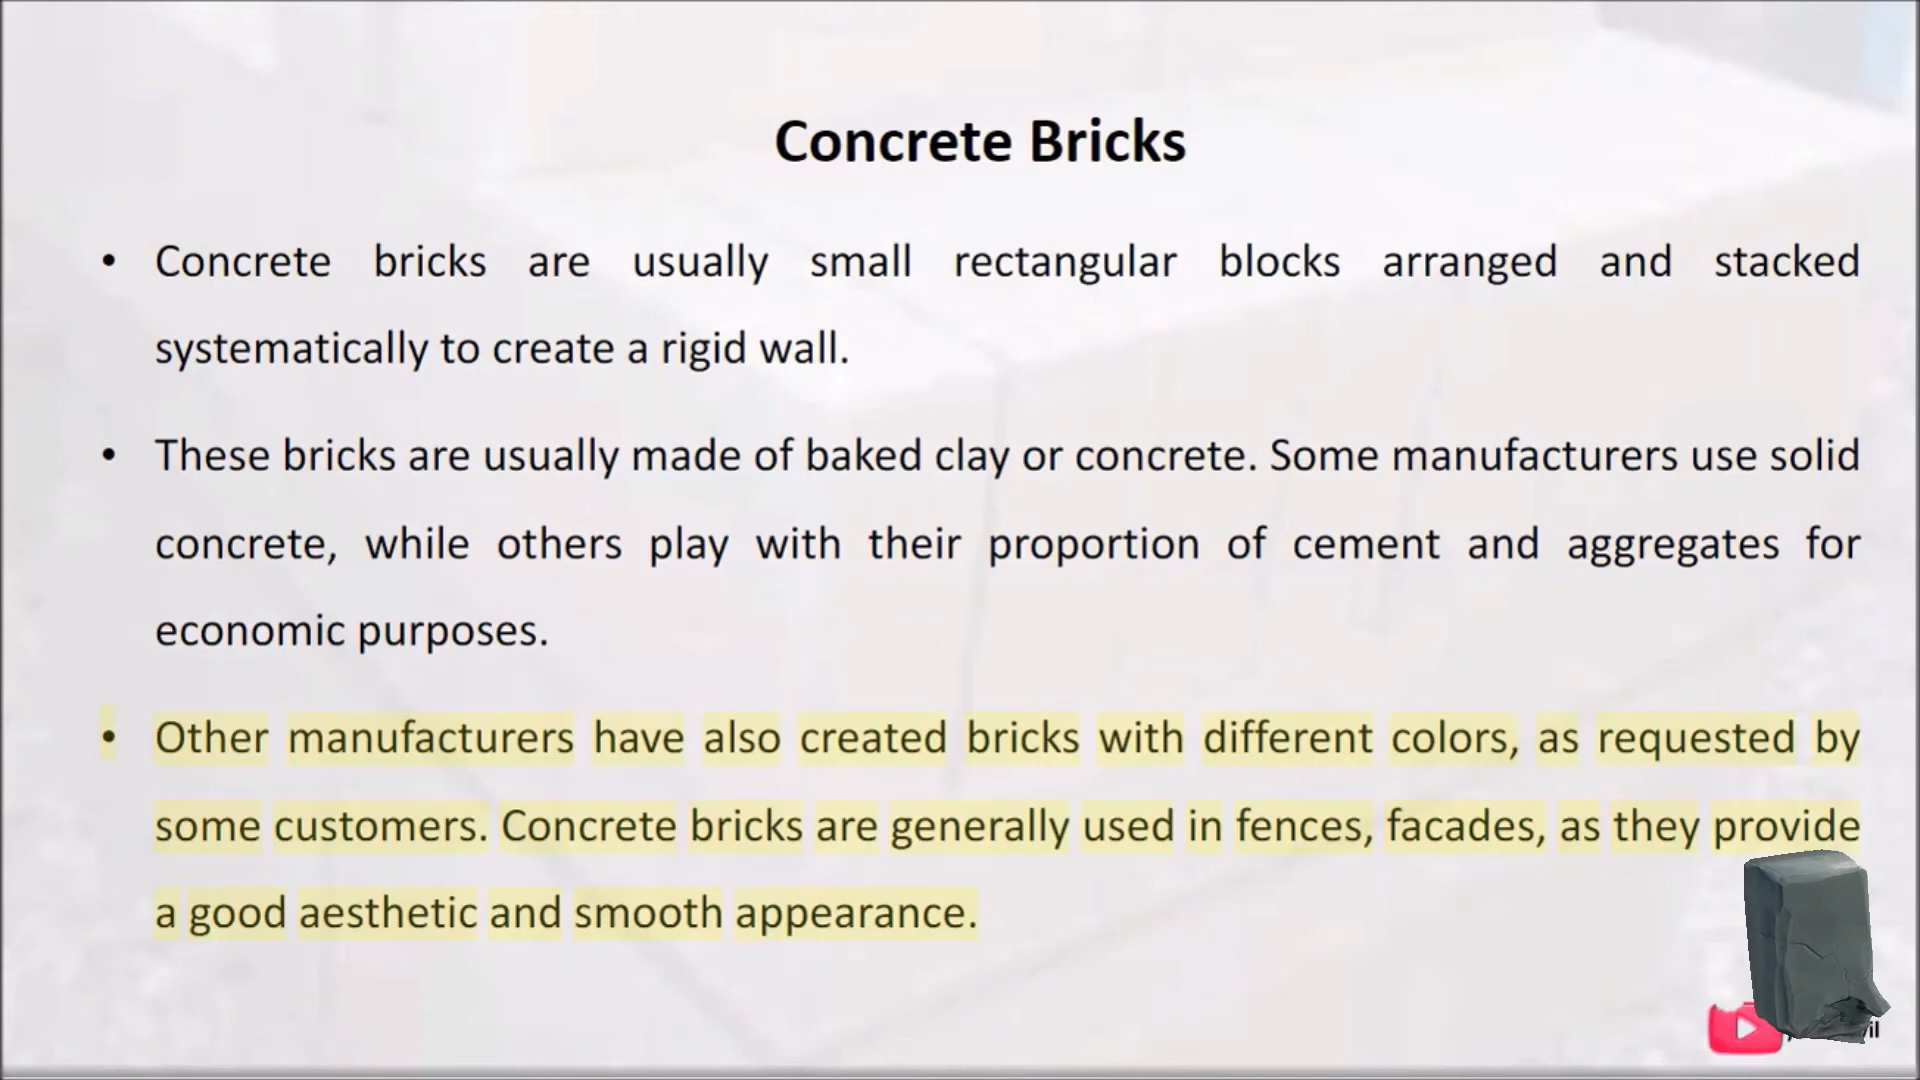 Concrete Bricks
• Concrete bricks are usually small rectangular blocks arranged and stacked
systematically to create a rigid wall.
• These bricks are usually made of baked clay or concrete. Some manufacturers use solid
concrete, while others play with their proportion of cement and aggregates for
economic purposes.
• Other manufacturers have also created bricks with different colors, as requested by
some customers. Concrete bricks are generally used in fences, facades, as they provide
a good aesthetic and smooth appearance.